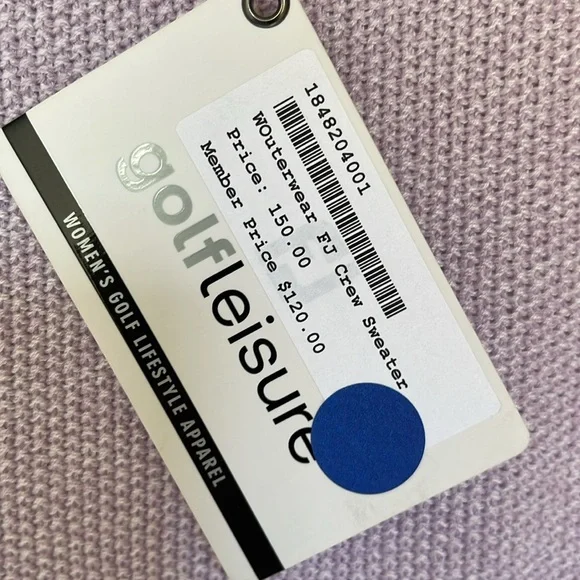 1848204001
WOuterwear FJ Crew Sweater
Price: 150.00
Member Price $120.00
golfleisure
WOMEN'S GOLF LIFESTYLE APPAREL